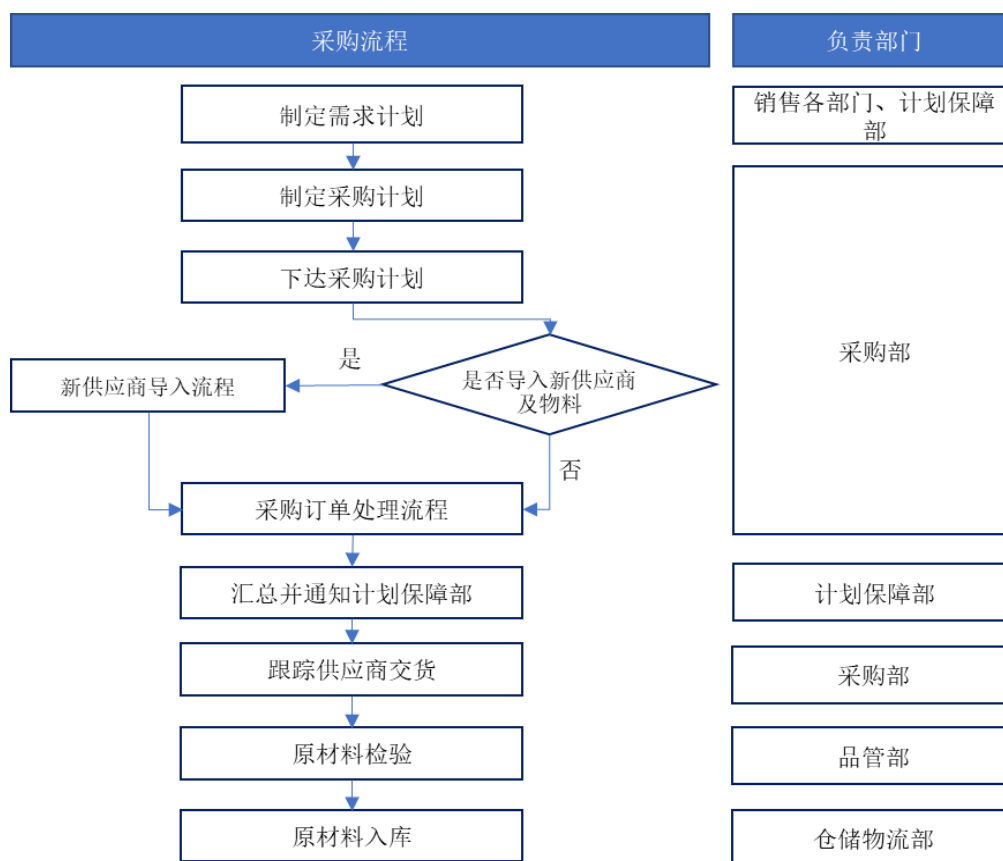 采购流程
负责部门
制定需求计划
销售各部门、计划保障
部
制定采购计划
下达采购计划
采购部
是
是否导入新供应商
及物料
新供应商导入流程
否
采购订单处理流程
汇总并通知计划保障部
计划保障部
跟踪供应商交货
采购部
原材料检验
品管部
原材料入库
仓储物流部